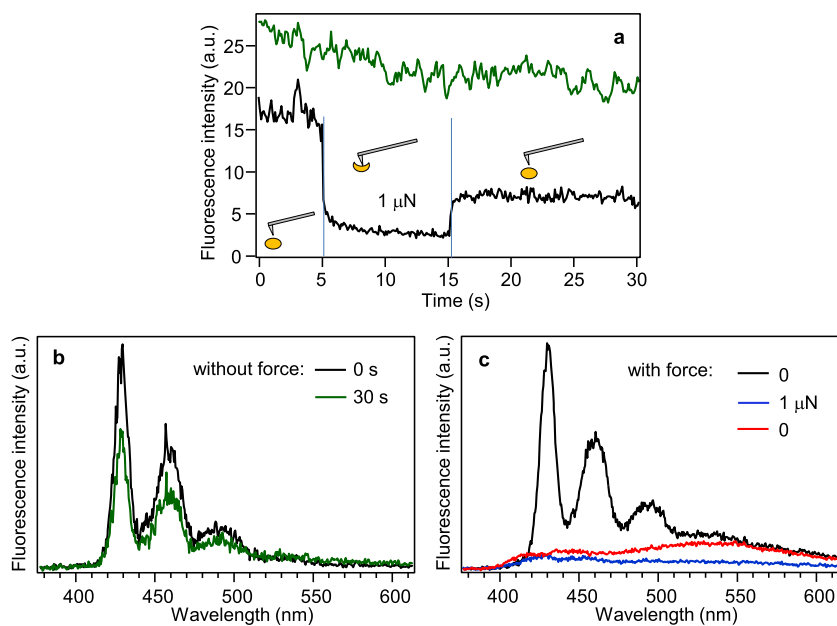 a
Fluorescence intensity (a.u.)
25
20
15
10
5
0
1 μN
0 5 10 15 20 25 30
Time (s)
b
Fluorescence intensity (a.u.)
without force:
0 s
30 s
400 450 500 550 600
Wavelength (nm)
c
Fluorescence intensity (a.u.)
with force:
0
1 μN
0
400 450 500 550 600
Wavelength (nm)